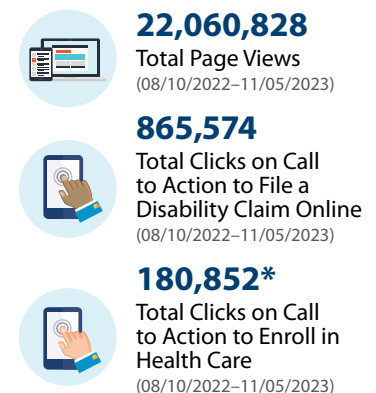 22,060,828
Total Page Views
(08/10/2022–11/05/2023)
865,574
Total Clicks on Call
to Action to File a
Disability Claim Online
(08/10/2022–11/05/2023)
180,852*
Total Clicks on Call
to Action to Enroll in
Health Care
(08/10/2022–11/05/2023)